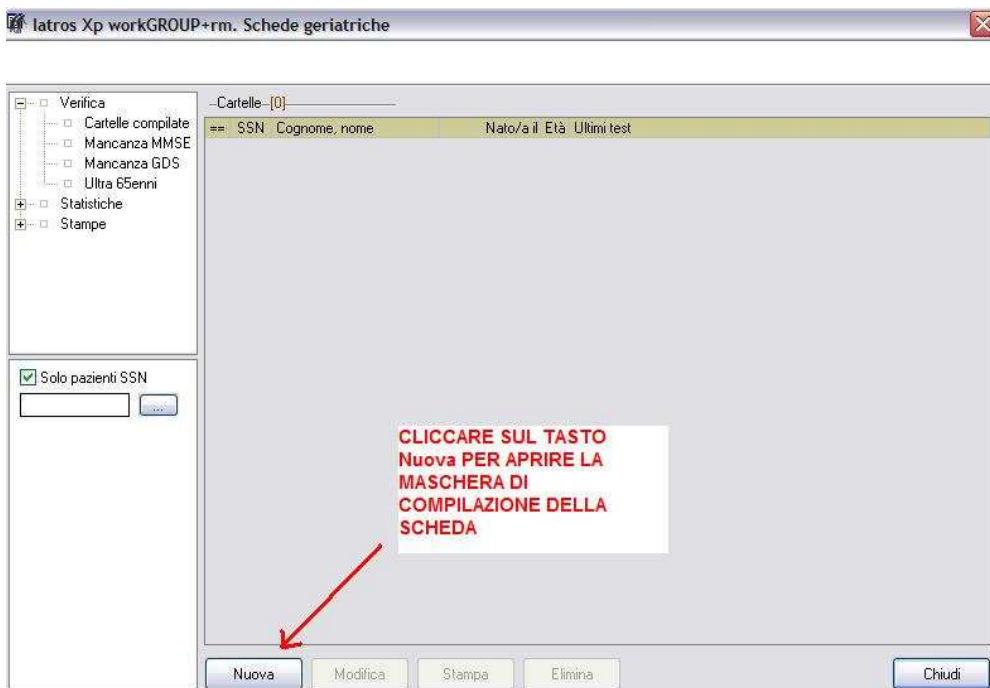 Iatros Xp workGROUP+rm. Schede geriatriche
Verifica
Cartelle compilate
Mancanza MMSE
Mancanza GDS
Ultra 65enni
Statistiche
Stampe
Solo pazienti SSN
...
Cartelle [0]
== SSN Cognome, nome Nato/a il Età Ultimi test
CLICCARE SUL TASTO
Nuova PER APRIRE LA
MASCHERA DI
COMPILAZIONE DELLA
SCHEDA
Nuova Modifica Stampa Elimina Chiudi